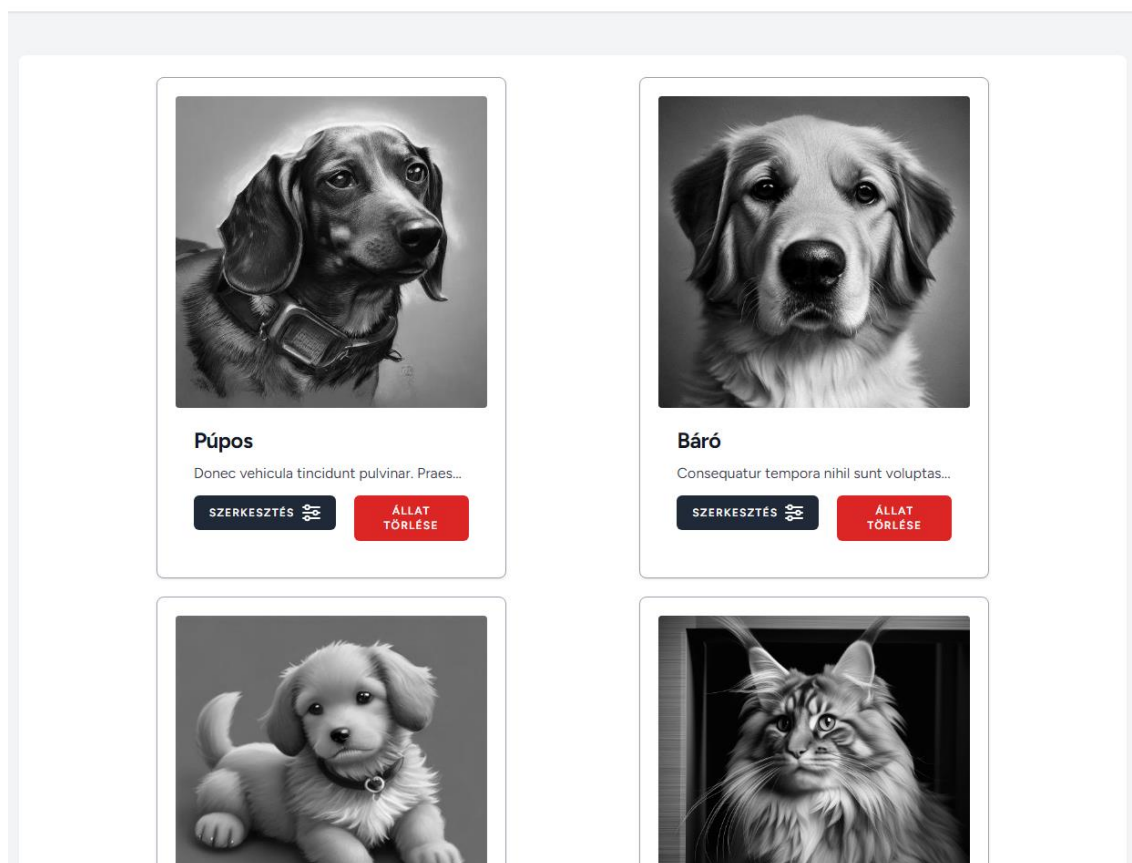 Púpos
Donec vehicula tincidunt pulvinar. Praes...
SZERKESZTÉS
ÁLLAT
TÖRLÉSE
Báró
Consequatur tempora nihil sunt voluptas...
SZERKESZTÉS
ÁLLAT
TÖRLÉSE